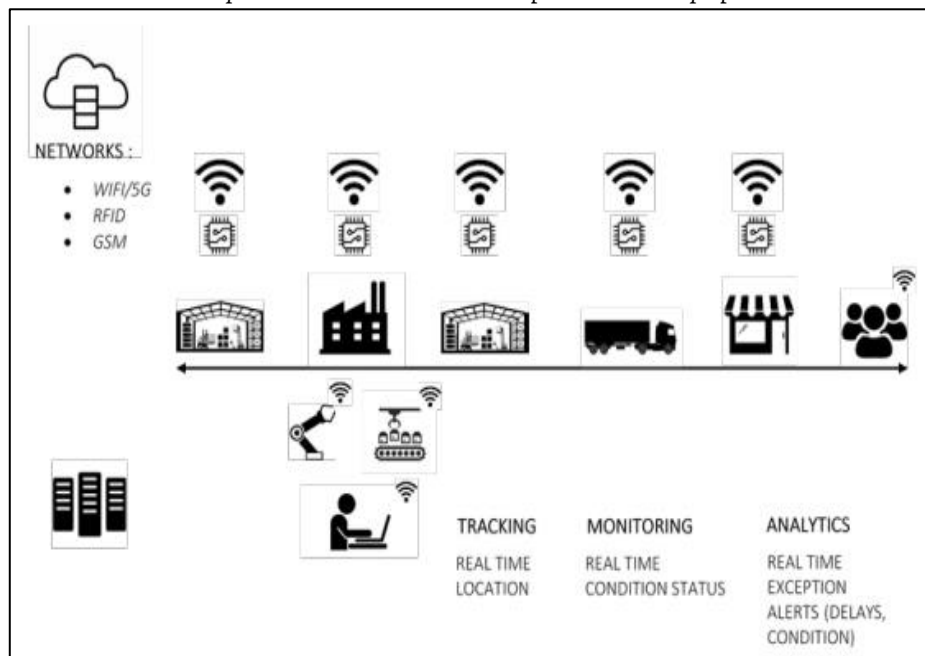 NETWORKS :
• WIFI/5G
• RFID
• GSM
TRACKING
REAL TIME
LOCATION
MONITORING
REAL TIME
CONDITION STATUS
ANALYTICS
REAL TIME
EXCEPTION
ALERTS (DELAYS,
CONDITION)